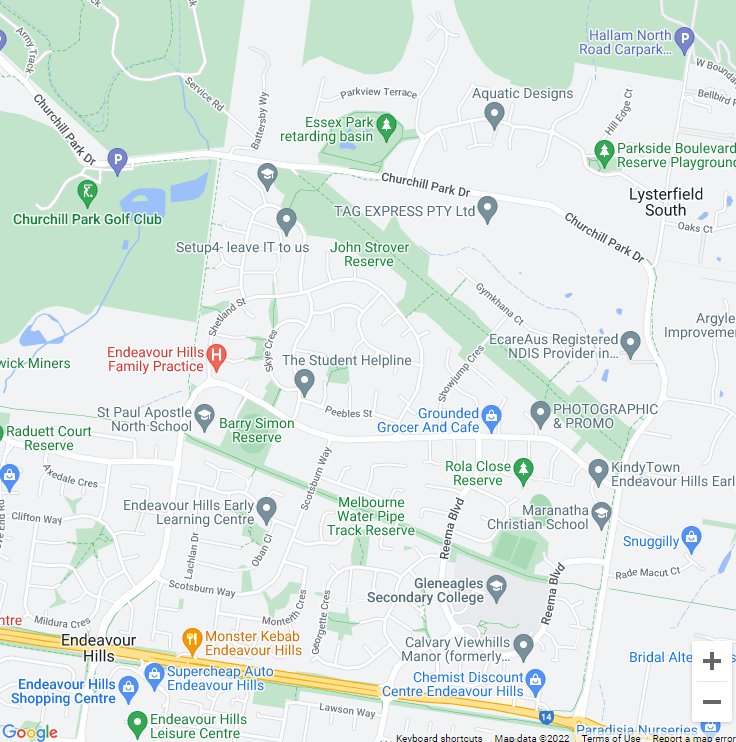 Army Track
Hallam North
Road Carpark...
W Bounda
Bellbird P
Service Rd
Battersby Wy
Parkview Terrace
Aquatic Designs
Hill Edge Ct
Essex Park
retarding basin
Churchill Park Dr
Parkside Boulevard
Reserve Playground
Churchill Park Dr
Lysterfield
South
Churchill Park Golf Club
TAG EXPRESS PTY Ltd
Churchill Park Dr
Oaks Ct
Setup4- leave IT to us
John Strover
Reserve
Gymkhana Ct
Shetland St
Argyle
Improvemen
Skye Cres
EcareAus Registered
NDIS Provider in...
Endeavour Hills
Family Practice
wick Miners
The Student Helpline
Showjump Cres
St Paul Apostle
North School
Peebles St
Grounded
Grocer And Cafe
PHOTOGRAPHIC
& PROMO
Barry Simon
Reserve
Raduett Court
Reserve
Axedale Cres
Scotsburn Way
Rola Close
Reserve
KindyTown
Endeavour Hills Earl
Endeavour Hills Early
Learning Centre
Melbourne
Water Pipe
Track Reserve
Reema Blvd
Maranatha
Christian School
Clifton Way
Lachlan Dr
Oban Cl
Snuggilly
Rade Macut Ct
Scotsburn Way
Gleneagles
Secondary College
Reema Blvd
Monteith Cres
Georgette Cres
entre
Mildura Cres
Endeavour
Hills
Monster Kebab
Endeavour Hills
Calvary Viewhills
Manor (formerly...
Bridal Alte
Endeavour Hills
Shopping Centre
Supercheap Auto
Endeavour Hills
Chemist Discount
Centre Endeavour Hills
Lawson Way
14
Endeavour Hills
Leisure Centre
Paradisia Nurseries
Google
Keyboard shortcuts
Map data ©2022
Terms of Use
Report a map error